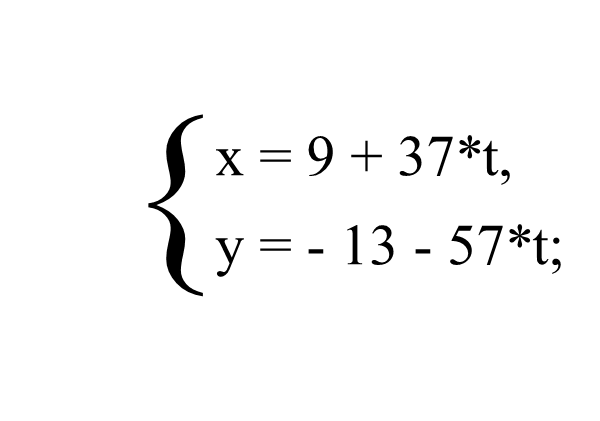 x = 9 + 37*t,
y = - 13 - 57*t;